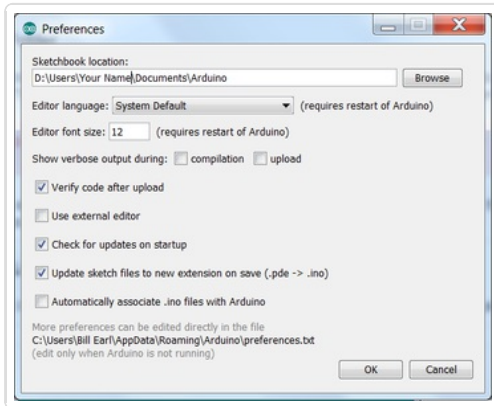 Preferences
Sketchbook location:
D:\Users\Your Name\Documents\Arduino Browse
Editor language: System Default (requires restart of Arduino)
Editor font size: 12 (requires restart of Arduino)
Show verbose output during: compilation upload
Verify code after upload
Use external editor
Check for updates on startup
Update sketch files to new extension on save (.pde -> .ino)
Automatically associate .ino files with Arduino
More preferences can be edited directly in the file
C:\Users\Bill Earl\AppData\Roaming\Arduino\preferences.txt
(edit only when Arduino is not running)
OK Cancel